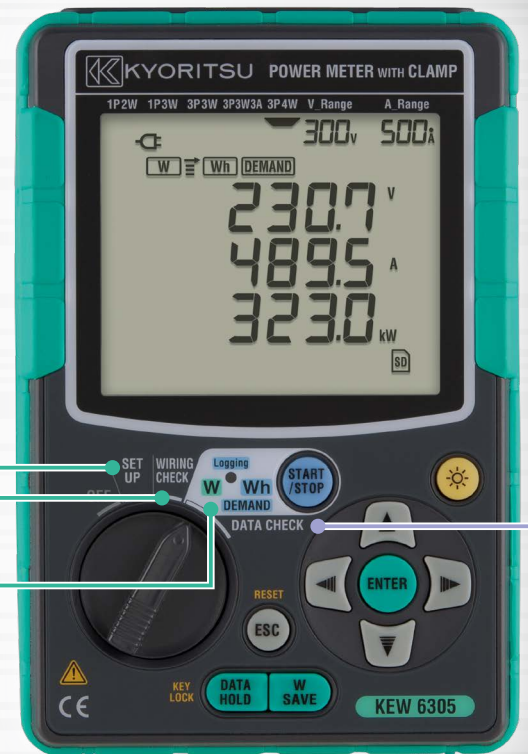 KYORITSU POWER METER WITH CLAMP
1P2W 1P3W 3P3W 3P3W3A 3P4W V_Range A_Range
300V 500A
W Wh DEMAND
230.7 V
489.5 A
323.0 kW
SD
SET UP
WIRING CHECK
OFF
Logging
W Wh
DEMAND
START /STOP
DATA CHECK
ENTER
RESET
ESC
KEY LOCK
DATA HOLD
W SAVE
CE
KEW 6305